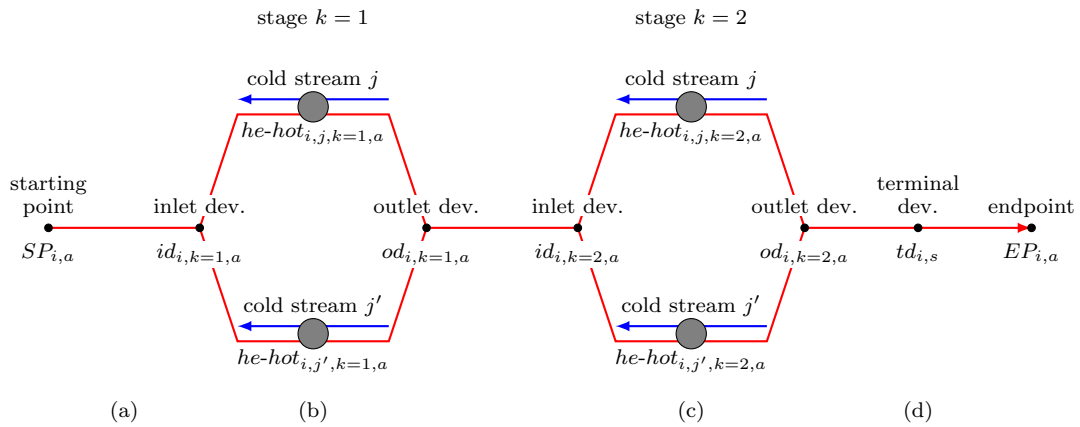 stage k = 1 stage k = 2
cold stream j cold stream j
he-hot_{i,j,k=1,a} he-hot_{i,j,k=2,a}
starting terminal
point inlet dev. outlet dev. inlet dev. outlet dev. dev. endpoint
SP_{i,a} id_{i,k=1,a} od_{i,k=1,a} id_{i,k=2,a} od_{i,k=2,a} td_{i,s} EP_{i,a}
cold stream j′ cold stream j′
he-hot_{i,j′,k=1,a} he-hot_{i,j′,k=2,a}
(a) (b) (c) (d)